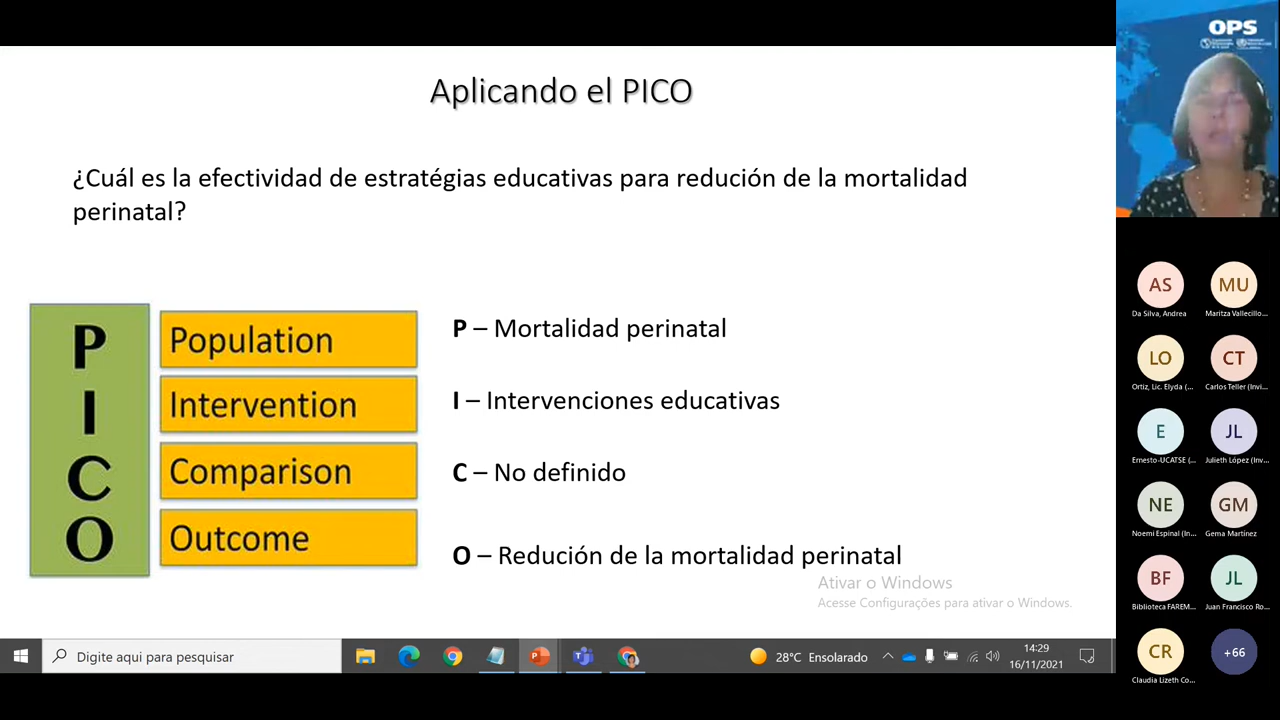 Aplicando el PICO
¿Cuál es la efectividad de estratégias educativas para redución de la mortalidad
perinatal?
P
I
C
O
Population
Intervention
Comparison
Outcome
P – Mortalidad perinatal
I – Intervenciones educativas
C – No definido
O – Redución de la mortalidad perinatal
Ativar o Windows
Acesse Configurações para ativar o Windows.
Digite aqui para pesquisar
28°C Ensolarado
14:29
16/11/2021
OPS
AS
Da Silva, Andrea
MU
Maritza Vallecillo...
LO
Ortiz, Lic. Elyda (...
CT
Carlos Teller (Invi...
E
Ernesto-UCATSE (...
JL
Julieth López (Inv...
NE
Noemi Espinal (In...
GM
Gema Martínez
BF
Biblioteca FAREM...
JL
Juan Francisco Ro...
CR
Claudia Lizeth Co...
+66